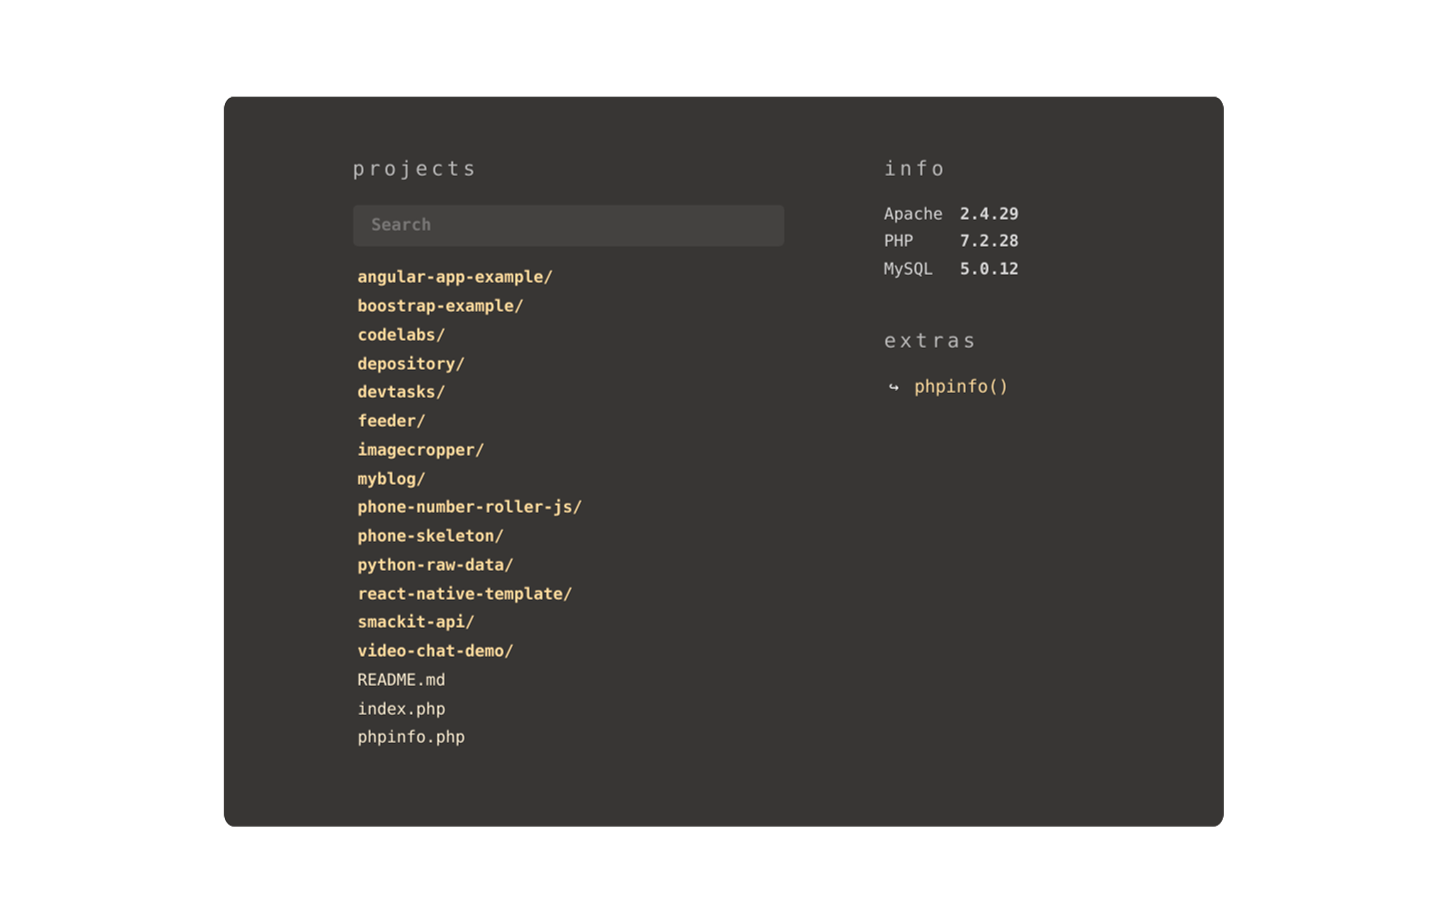 projects
Search
angular-app-example/
boostrap-example/
codelabs/
depository/
devtasks/
feeder/
imagecropper/
myblog/
phone-number-roller-js/
phone-skeleton/
python-raw-data/
react-native-template/
smackit-api/
video-chat-demo/
README.md
index.php
phpinfo.php
info
Apache 2.4.29
PHP 7.2.28
MySQL 5.0.12
extras
↪ phpinfo()